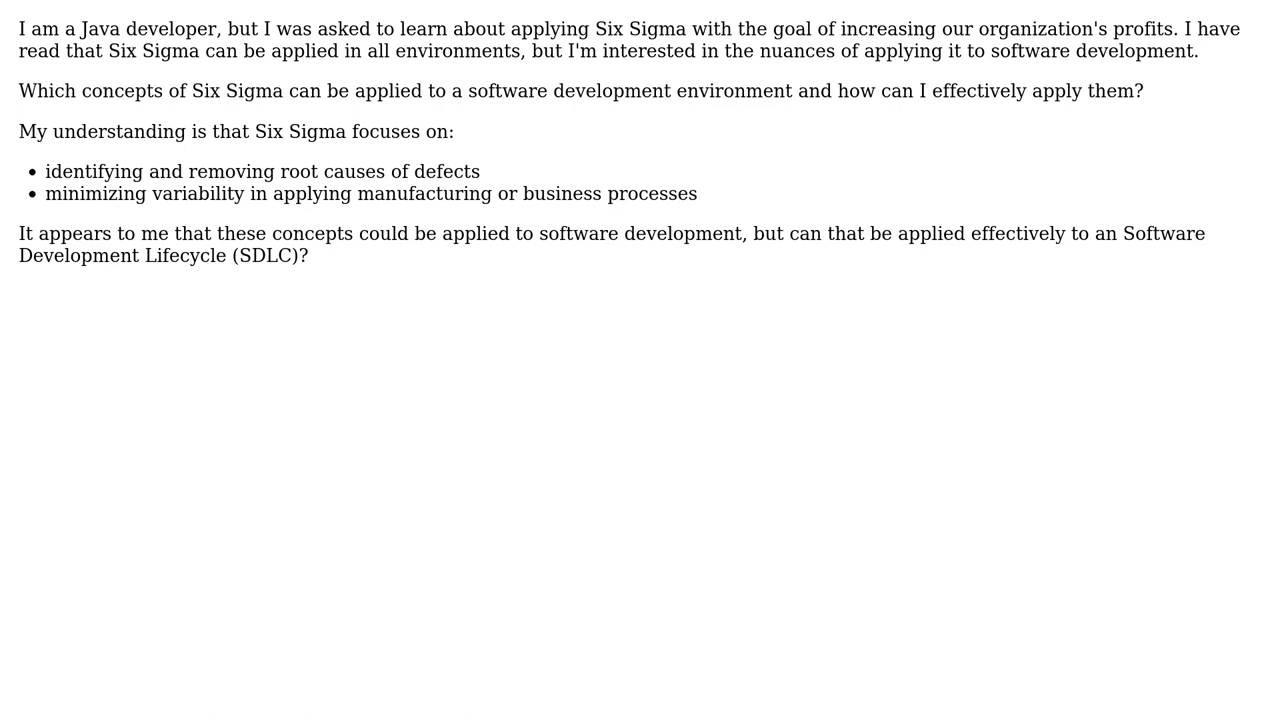 I am a Java developer, but I was asked to learn about applying Six Sigma with the goal of increasing our organization's profits. I have
read that Six Sigma can be applied in all environments, but I'm interested in the nuances of applying it to software development.
Which concepts of Six Sigma can be applied to a software development environment and how can I effectively apply them?
My understanding is that Six Sigma focuses on:
• identifying and removing root causes of defects
• minimizing variability in applying manufacturing or business processes
It appears to me that these concepts could be applied to software development, but can that be applied effectively to an Software
Development Lifecycle (SDLC)?